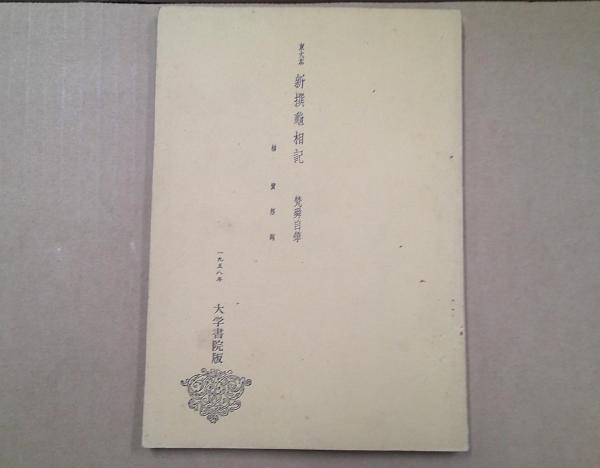 東大本 新撰亀相記 梵舜自筆
一九五八年 大学書院版